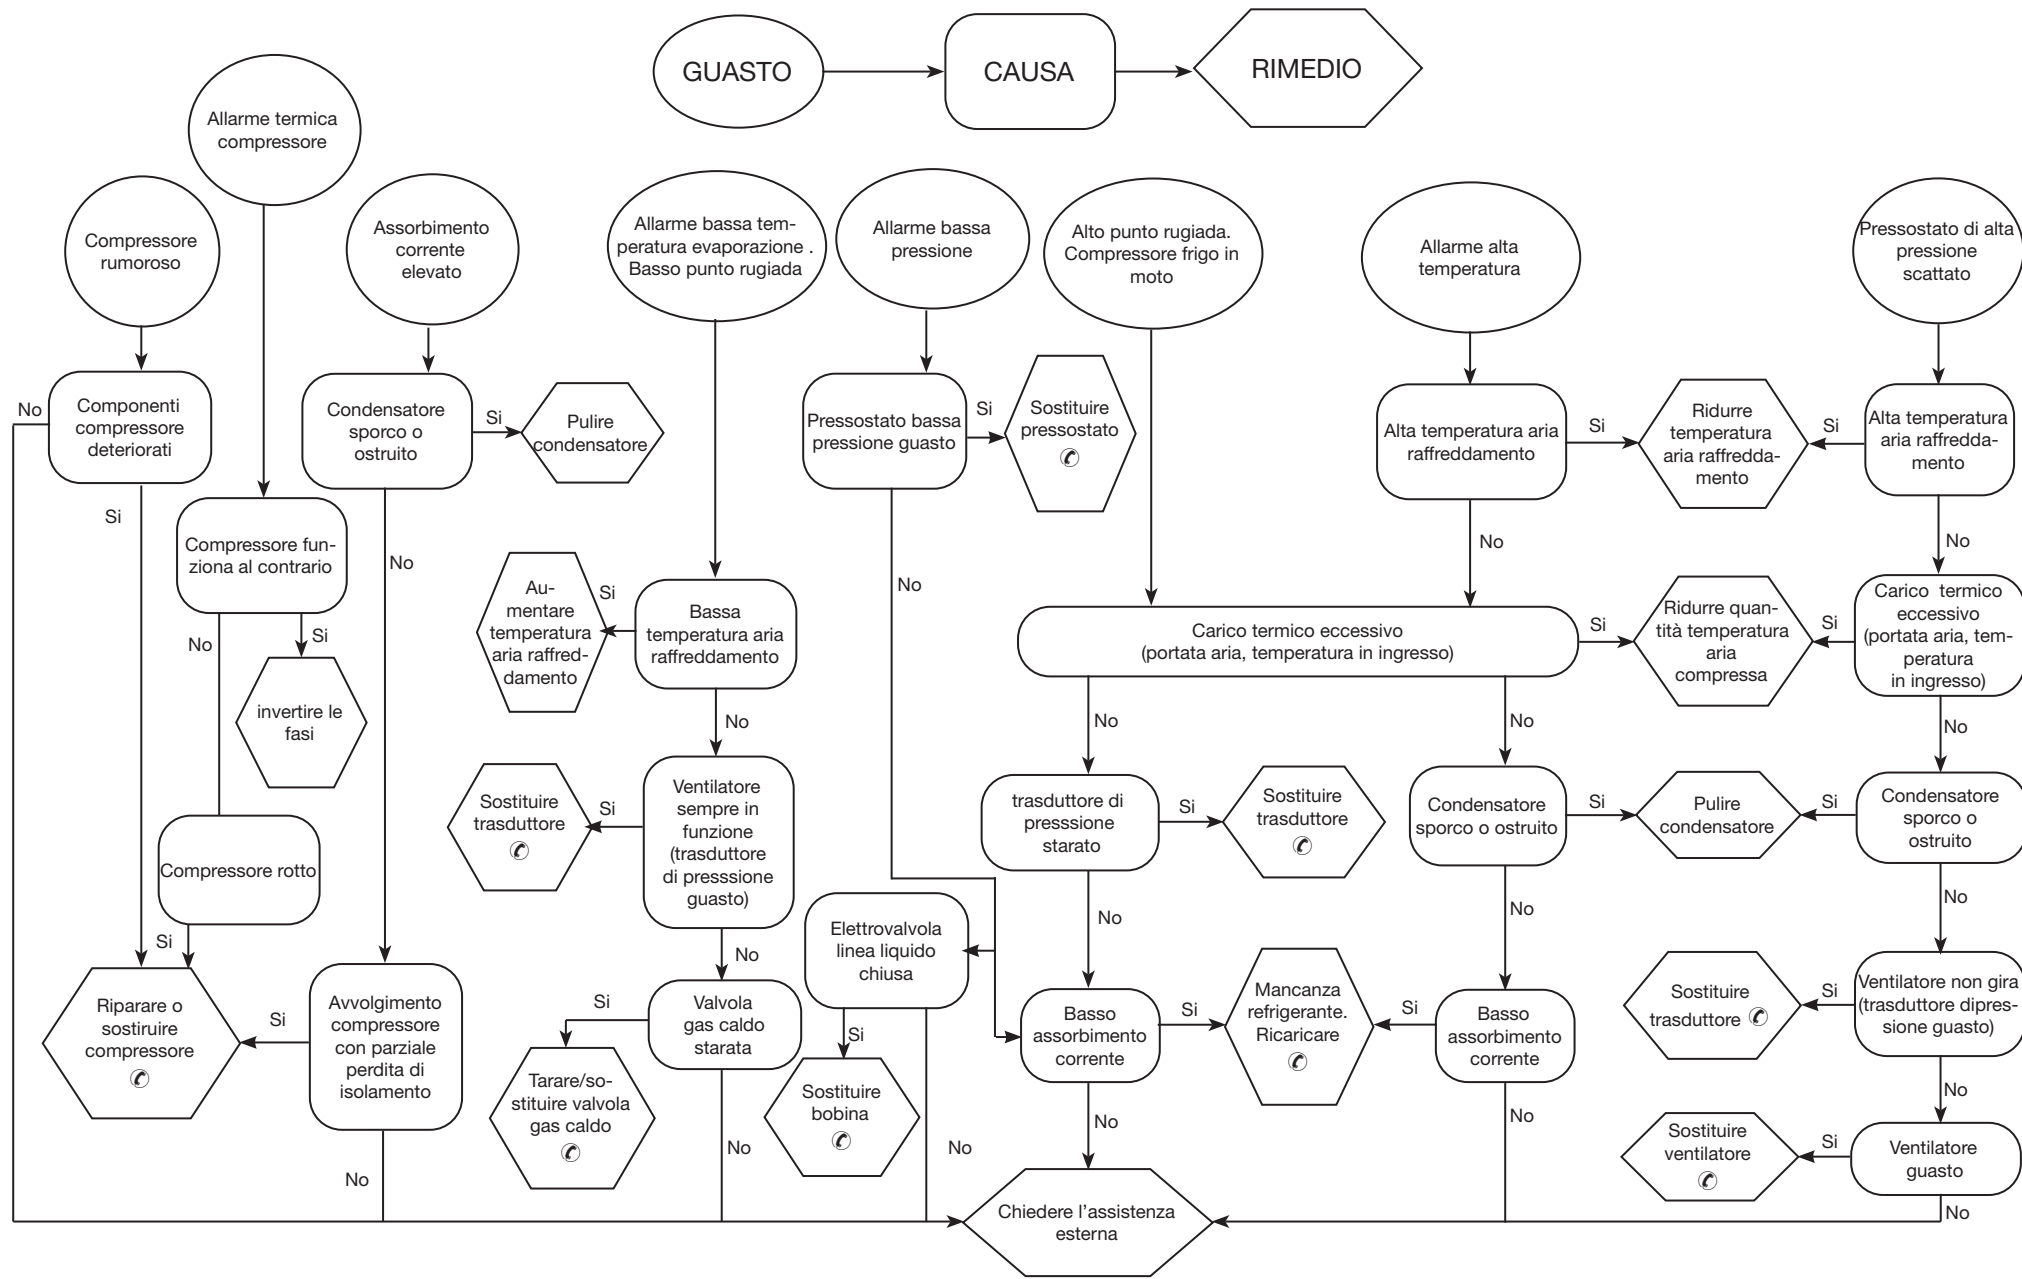 GUASTO
CAUSA
RIMEDIO
Allarme termica
compressore
Compressore
rumoroso
Assorbimento
corrente
elevato
Allarme bassa tem-
peratura evaporazione .
Basso punto rugiada
Allarme bassa
pressione
Alto punto rugiada.
Compressore frigo in
moto
Allarme alta
temperatura
Pressostato di alta
pressione
scattato
No
Componenti
compressore
deteriorati
Si
Condensatore
sporco o
ostruito
Si
Pulire
condensatore
No
Pressostato bassa
pressione guasto
Si
Sostituire
pressostato
✆
No
Alta temperatura aria
raffreddamento
Si
Ridurre
temperatura
aria raffredda-
mento
Si
Alta temperatura
aria raffredda-
mento
No
No
Compressore fun-
ziona al contrario
No
Si
invertire le
fasi
Au-
mentare
temperatura
aria raffred-
damento
Si
Bassa
temperatura aria
raffreddamento
No
Carico termico eccessivo
(portata aria, temperatura in ingresso)
Si
Ridurre quan-
tità temperatura
aria
compressa
Si
Carico  termico
eccessivo
(portata aria, tem-
peratura
in ingresso)
No
No
No
Sostituire
trasduttore
✆
Si
Ventilatore
sempre in
funzione
(trasduttore
di presssione
guasto)
No
trasduttore di
presssione
starato
Si
Sostituire
trasduttore
✆
No
Condensatore
sporco o ostruito
Si
Pulire
condensatore
Si
Condensatore
sporco o
ostruito
No
No
Compressore rotto
Si
Riparare o
sostiruire
compressore
✆
Si
Avvolgimento
compressore
con parziale
perdita di
isolamento
No
Si
Valvola
gas caldo
starata
Tarare/so-
stituire valvola
gas caldo
✆
No
Elettrovalvola
linea liquido
chiusa
Si
Sostituire
bobina
✆
No
Basso
assorbimento
corrente
Si
Mancanza
refrigerante.
Ricaricare
✆
Si
Basso
assorbimento
corrente
No
No
Sostituire
trasduttore ✆
Si
Ventilatore non gira
(trasduttore dipres-
sione guasto)
No
Sostituire
ventilatore
✆
Si
Ventilatore
guasto
No
Chiedere l’assistenza
esterna